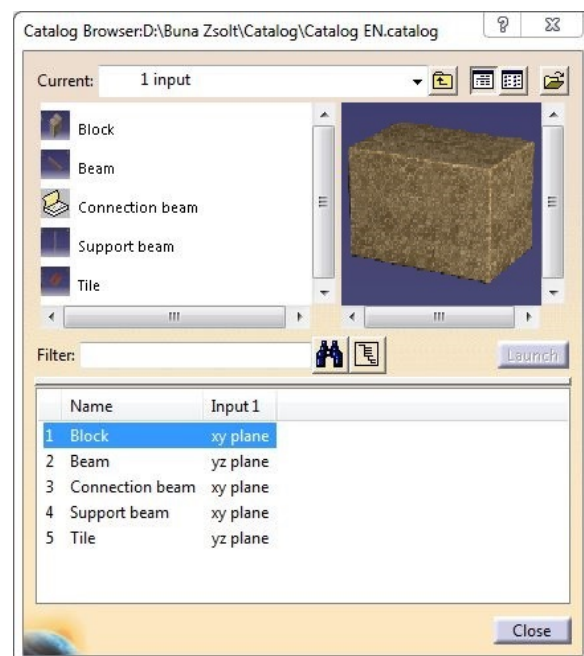 Catalog Browser:D:\Buna Zsolt\Catalog\Catalog EN.catalog
Current: 1 input
Block
Beam
Connection beam
Support beam
Tile
Filter:
Launch
Name Input 1
1 Block xy plane
2 Beam yz plane
3 Connection beam xy plane
4 Support beam xy plane
5 Tile yz plane
Close